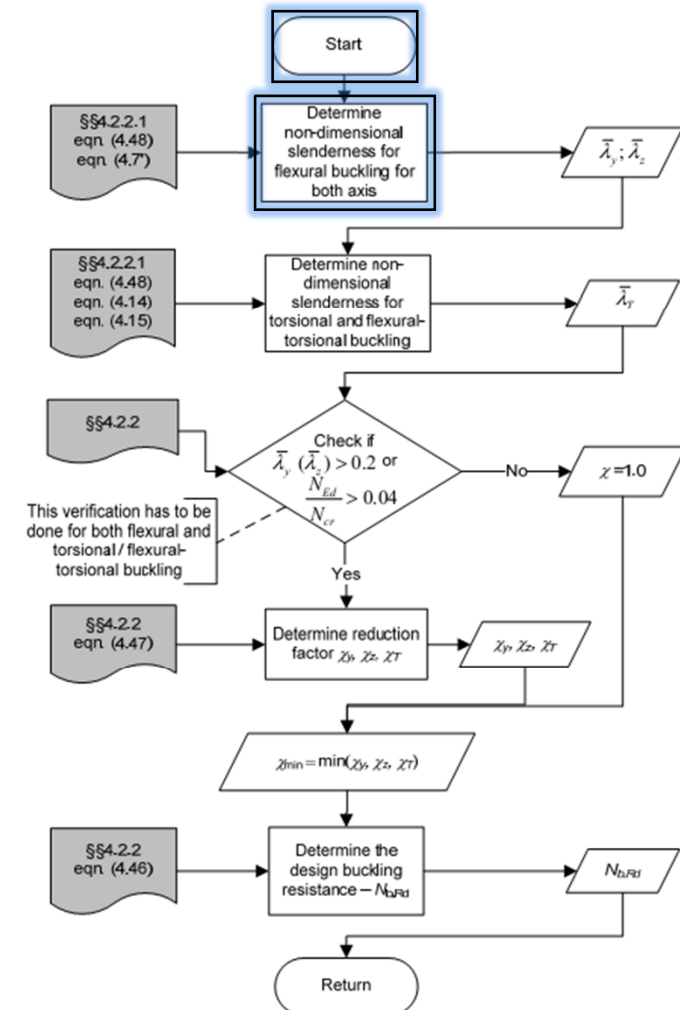 Start
§§4.2.2.1
eqn. (4.48)
eqn. (4.7)
Determine
non-dimensional
slenderness for
flexural buckling for
both axis
λ̅y; λ̅z
§§4.2.2.1
eqn. (4.48)
eqn. (4.14)
eqn. (4.15)
Determine non-
dimensional
slenderness for
torsional and flexural-
torsional buckling
λ̅T
§§4.2.2
Check if
λ̅y (λ̅z) > 0.2 or
NEd
Ncr
> 0.04
No
χ =1.0
This verification has to be
done for both flexural and
torsional / flexural-
torsional buckling
Yes
§§4.2.2
eqn. (4.47)
Determine reduction
factor χy, χz, χT
χy, χz, χT
χmin = min(χy, χz, χT)
§§4.2.2
eqn. (4.46)
Determine the
design buckling
resistance – Nb,Rd
Nb,Rd
Return